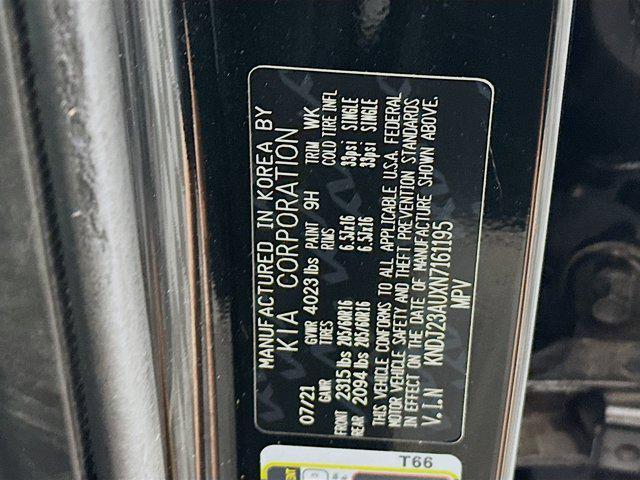 MANUFACTURED IN KOREA BY
KIA CORPORATION
07/21 GVWR 4023 lbs PAINT 9H TRIM WK
GAWR TIRES RIMS COLD TIRE INFL
FRONT 2315 lbs 205/60R16 6.5Jx16 33psi SINGLE
REAR 2094 lbs 205/60R16 6.5Jx16 33psi SINGLE
THIS VEHICLE CONFORMS TO ALL APPLICABLE U.S.A. FEDERAL
MOTOR VEHICLE SAFETY AND THEFT PREVENTION STANDARDS
IN EFFECT ON THE DATE OF MANUFACTURE SHOWN ABOVE.
V.I.N KNDJ23AUXN7161195
MPV
T66